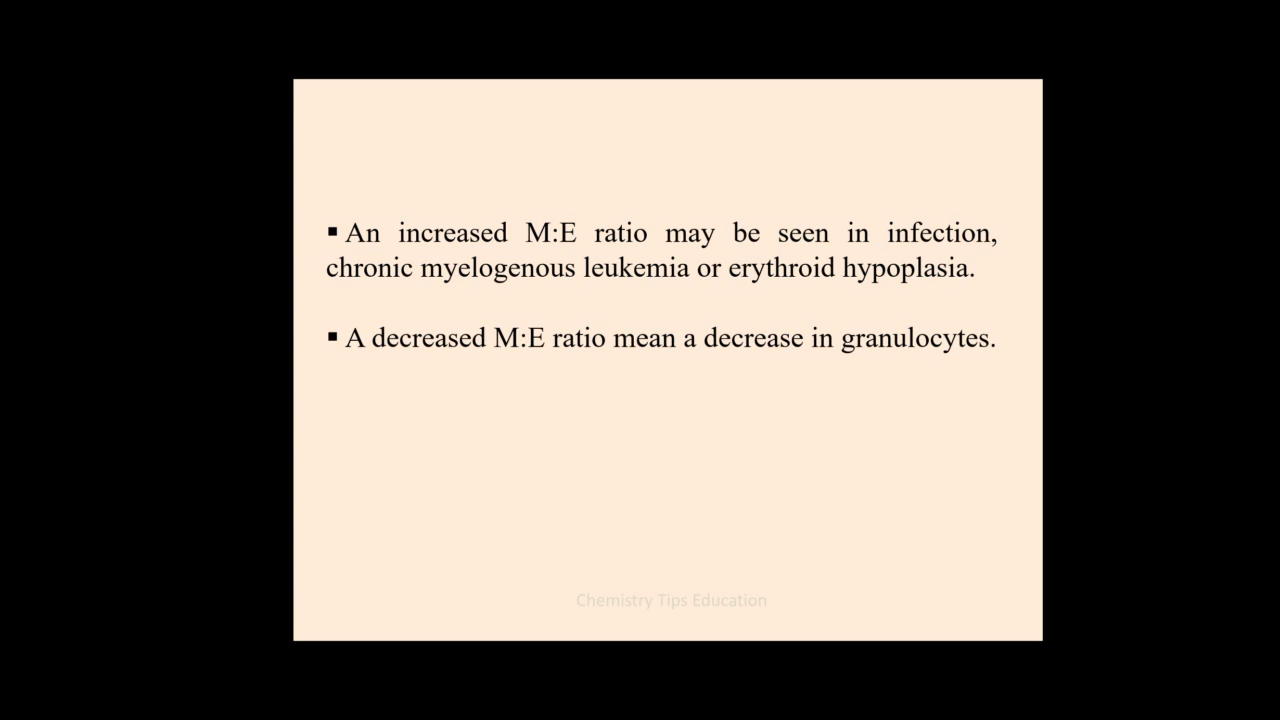 ▪ An increased M:E ratio may be seen in infection,
chronic myelogenous leukemia or erythroid hypoplasia.
▪ A decreased M:E ratio mean a decrease in granulocytes.
Chemistry Tips Education